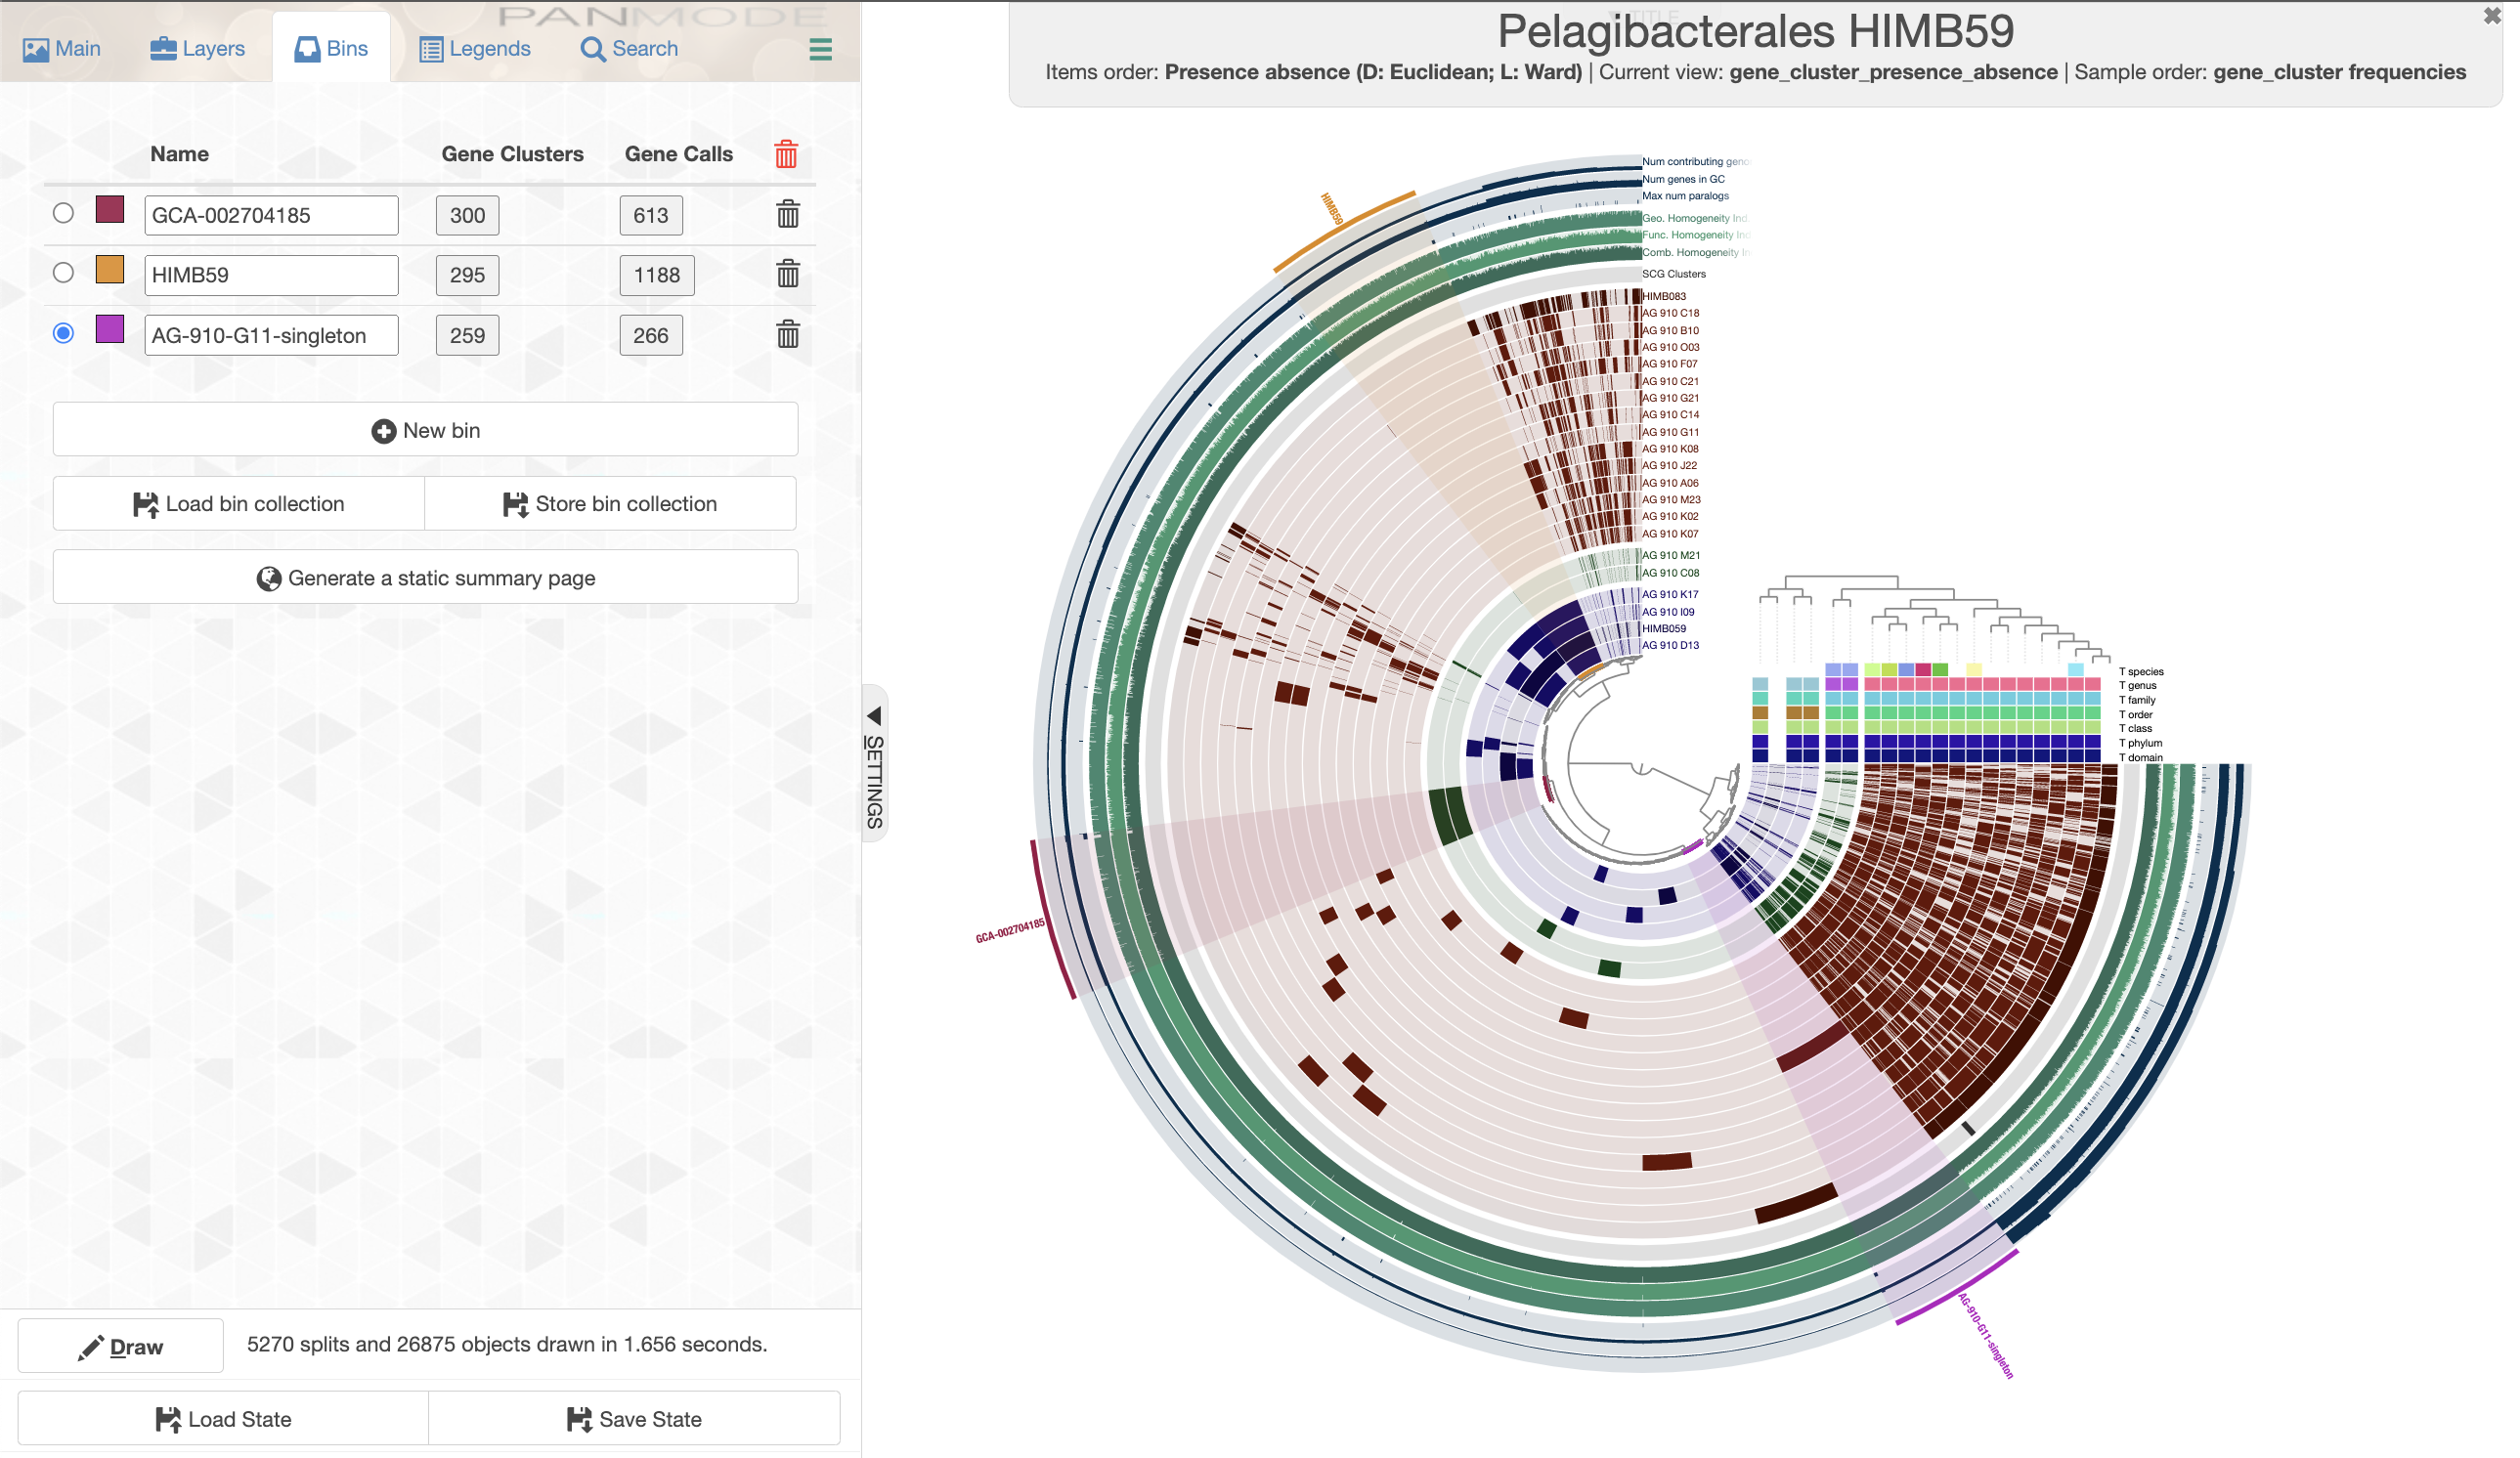 PANMODE
Main
Layers
Bins
Legends
Search
Name Gene Clusters Gene Calls
GCA-002704185 300 613
HIMB59 295 1188
AG-910-G11-singleton 259 266
New bin
Load bin collection
Store bin collection
Generate a static summary page
Draw
5270 splits and 26875 objects drawn in 1.656 seconds.
Load State
Save State
SETTINGS
TITLE
Pelagibacterales HIMB59
Items order: Presence absence (D: Euclidean; L: Ward) | Current view: gene_cluster_presence_absence | Sample order: gene_cluster frequencies
HIMB59
Num contributing geno
Num genes in GC
Max num paralogs
Geo. Homogeneity Ind
Func. Homogeneity Ind
Comb. Homogeneity In
SCG Clusters
HIMB083
AG 910 C18
AG 910 B10
AG 910 O03
AG 910 F07
AG 910 C21
AG 910 G21
AG 910 C14
AG 910 G11
AG 910 K08
AG 910 J22
AG 910 A06
AG 910 M23
AG 910 K02
AG 910 K07
AG 910 M21
AG 910 C08
AG 910 K17
AG 910 I09
HIMB059
AG 910 D13
T species
T genus
T family
T order
T class
T phylum
T domain
GCA-002704185
AG-910-G11-singleton